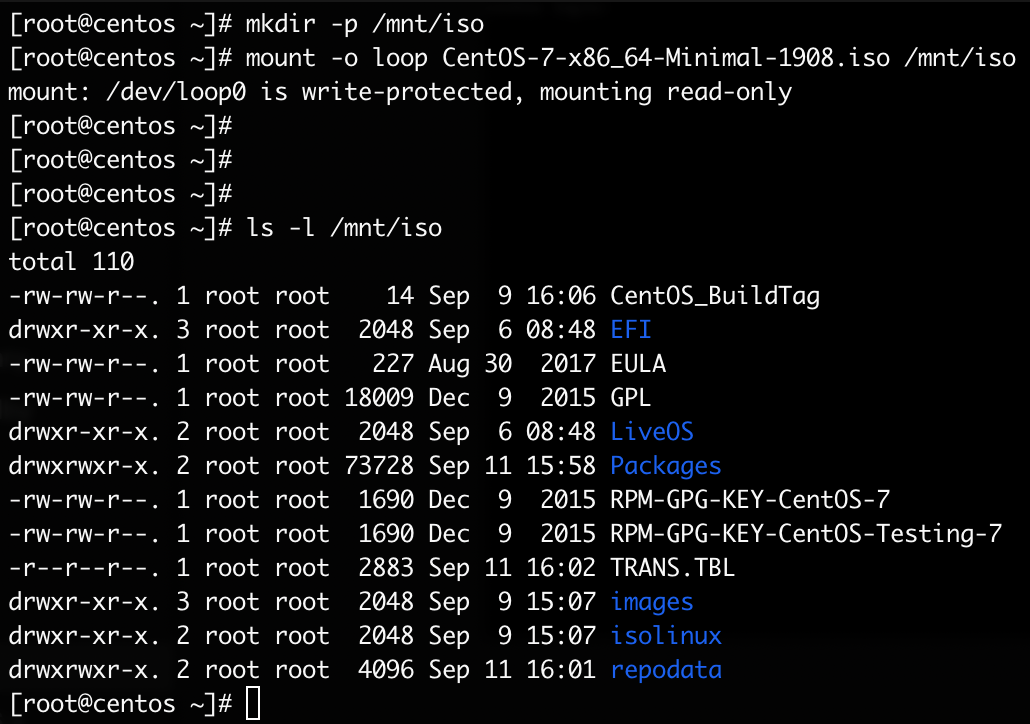 [root@centos ~]# mkdir -p /mnt/iso
[root@centos ~]# mount -o loop CentOS-7-x86_64-Minimal-1908.iso /mnt/iso
mount: /dev/loop0 is write-protected, mounting read-only
[root@centos ~]#
[root@centos ~]#
[root@centos ~]#
[root@centos ~]# ls -l /mnt/iso
total 110
-rw-rw-r--. 1 root root    14 Sep  9 16:06 CentOS_BuildTag
drwxr-xr-x. 3 root root  2048 Sep  6 08:48 EFI
-rw-rw-r--. 1 root root   227 Aug 30  2017 EULA
-rw-rw-r--. 1 root root 18009 Dec  9  2015 GPL
drwxr-xr-x. 2 root root  2048 Sep  6 08:48 LiveOS
drwxrwxr-x. 2 root root 73728 Sep 11 15:58 Packages
-rw-rw-r--. 1 root root  1690 Dec  9  2015 RPM-GPG-KEY-CentOS-7
-rw-rw-r--. 1 root root  1690 Dec  9  2015 RPM-GPG-KEY-CentOS-Testing-7
-r--r--r--. 1 root root  2883 Sep 11 16:02 TRANS.TBL
drwxr-xr-x. 3 root root  2048 Sep  9 15:07 images
drwxr-xr-x. 2 root root  2048 Sep  9 15:07 isolinux
drwxrwxr-x. 2 root root  4096 Sep 11 16:01 repodata
[root@centos ~]#